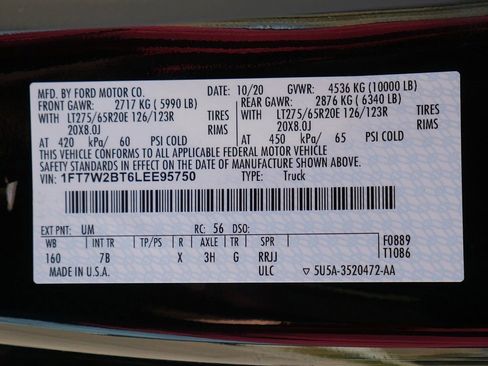 MFD. BY FORD MOTOR CO. 10/20 GVWR: 4536 KG (10000 LB)
FRONT GAWR: 2717 KG (5990 LB) REAR GAWR: 2876 KG (6340 LB)
WITH LT275/65R20E 126/123R TIRES WITH LT275/65R20E 126/123R TIRES
20X8.0J RIMS 20X8.0J RIMS
AT 420 kPa/ 60 PSI COLD AT 450 kPa/ 65 PSI COLD
THIS VEHICLE CONFORMS TO ALL APPLICABLE FEDERAL MOTOR VEHICLE
SAFETY STANDARDS IN EFFECT ON THE DATE OF MANUFACTURE SHOWN ABOVE.
VIN: 1FT7W2BT6LEE95750 TYPE: Truck
EXT PNT: UM RC: 56 DSO: F0889
WB INT TR TP/PS R AXLE TR SPR T1086
160 7B X 3H G RRJJ
MADE IN U.S.A. ULC ▽ 5U5A-3520472-AA